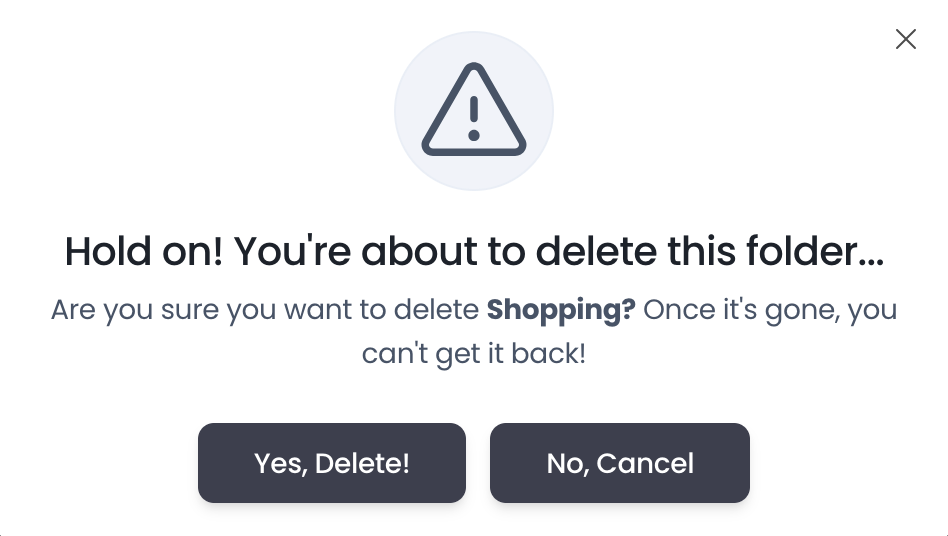 Hold on! You're about to delete this folder...
Are you sure you want to delete Shopping? Once it's gone, you
can't get it back!
Yes, Delete!
No, Cancel